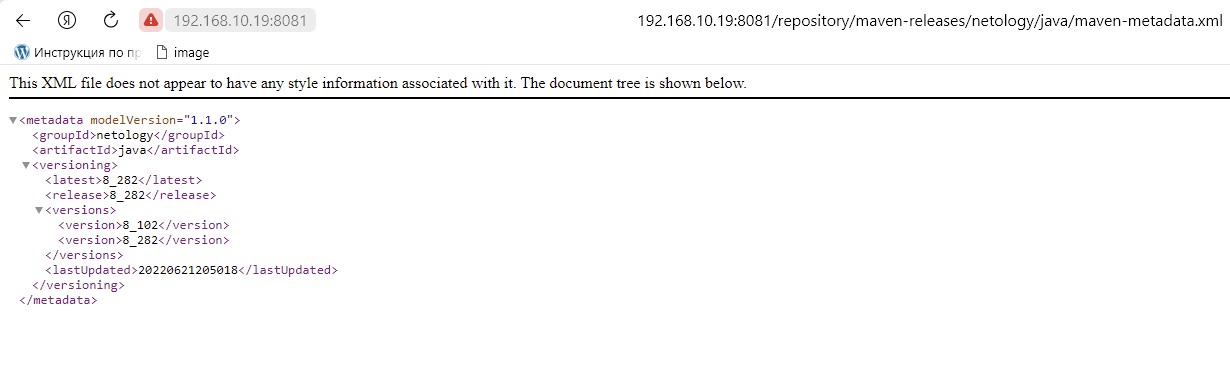 192.168.10.19:8081 192.168.10.19:8081/repository/maven-releases/netology/java/maven-metadata.xml
Инструкция по image
This XML file does not appear to have any style information associated with it. The document tree is shown below.
<metadata modelVersion="1.1.0">
<groupId>netology</groupId>
<artifactId>java</artifactId>
<versioning>
<latest>8_282</latest>
<release>8_282</release>
<versions>
<version>8_102</version>
<version>8_282</version>
</versions>
<lastUpdated>20220621205018</lastUpdated>
</versioning>
</metadata>